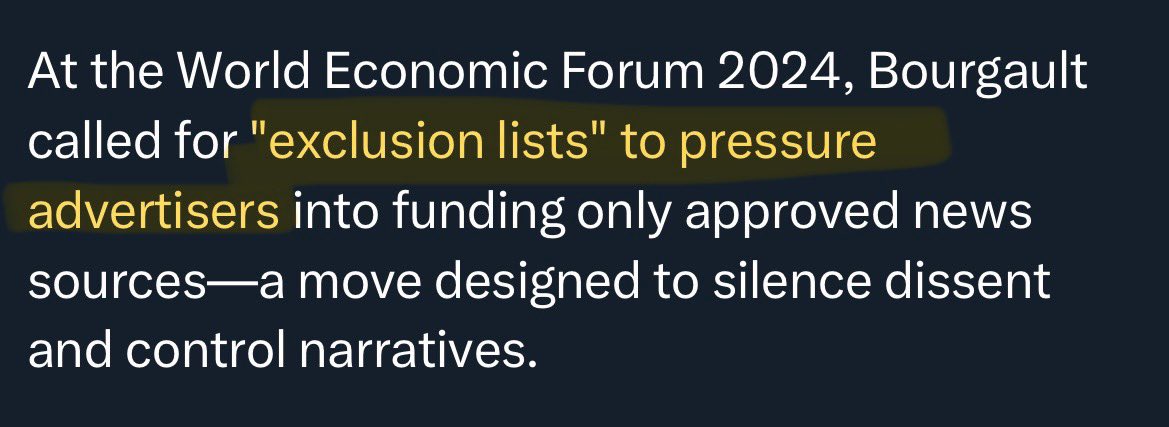 At the World Economic Forum 2024, Bourgault
called for "exclusion lists" to pressure
advertisers into funding only approved news
sources—a move designed to silence dissent
and control narratives.